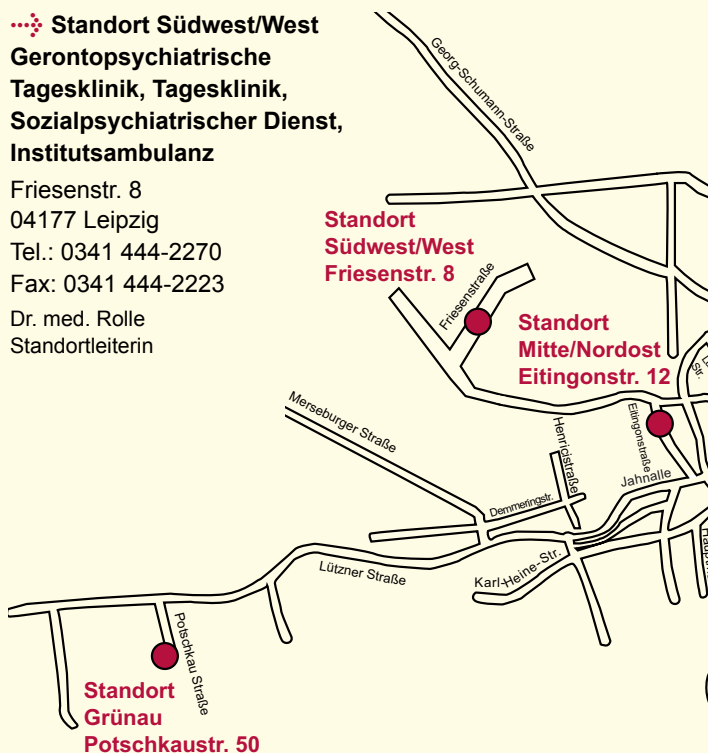 Standort Südwest/West
Gerontopsychiatrische
Tagesklinik, Tagesklinik,
Sozialpsychiatrischer Dienst,
Institutsambulanz
Friesenstr. 8
04177 Leipzig
Tel.: 0341 444-2270
Fax: 0341 444-2223
Dr. med. Rolle
Standortleiterin
Georg-Schumann-Straße
Standort
Südwest/West
Friesenstr. 8
Friesenstraße
Standort
Mitte/Nordost
Eitingonstr. 12
Str.
Eitingonstraße
Merseburger Straße
Henricistraße
Jahnalle
Demmeringstr.
Lützner Straße
Karl-Heine-Str.
Potschkau Straße
Standort
Grünau
Potschkaustr. 50